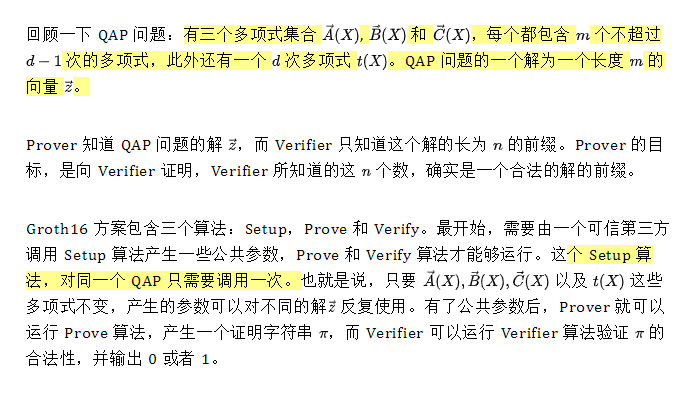 回顾一下 QAP 问题：有三个多项式集合 $\vec{A}(X)$, $\vec{B}(X)$ 和 $\vec{C}(X)$，每个都包含 $m$ 个不超过
$d-1$ 次的多项式，此外还有一个 $d$ 次多项式 $t(X)$。QAP 问题的一个解为一个长度 $m$ 的
向量 $\vec{z}$。
Prover 知道 QAP 问题的解 $\vec{z}$，而 Verifier 只知道这个解的长为 $n$ 的前缀。Prover 的目
标，是向 Verifier 证明，Verifier 所知道的这 $n$ 个数，确实是一个合法的解的前缀。
Groth16 方案包含三个算法：Setup，Prove 和 Verify。最开始，需要由一个可信第三方
调用 Setup 算法产生一些公共参数，Prove 和 Verify 算法才能够运行。这个 Setup 算
法，对同一个 QAP 只需要调用一次。也就是说，只要 $\vec{A}(X), \vec{B}(X), \vec{C}(X)$ 以及 $t(X)$ 这些
多项式不变，产生的参数可以对不同的解$\vec{z}$ 反复使用。有了公共参数后，Prover 就可以
运行 Prove 算法，产生一个证明字符串 $\pi$，而 Verifier 可以运行 Verifier 算法验证 $\pi$ 的
合法性，并输出 0 或者 1。